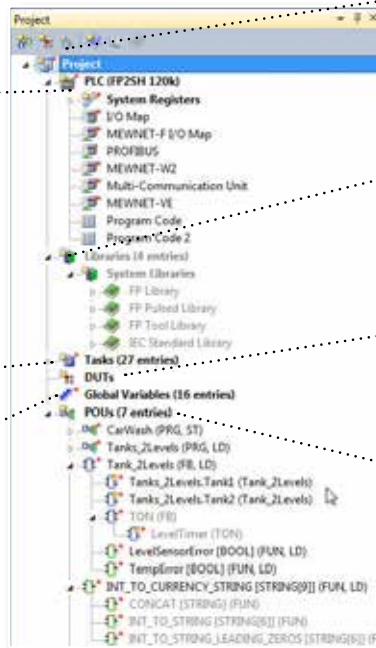 Project
Project
PLC (FP2SH 120k)
System Registers
I/O Map
MEWNET-F I/O Map
PROFIBUS
MEWNET-W2
Multi-Communication Unit
MEWNET-VE
Program Code
Program Code 2
Libraries (4 entries)
System Libraries
FP Library
FP Pulsed Library
FP Tool Library
IEC Standard Library
Tasks (27 entries)
DUTs
Global Variables (16 entries)
POUs (7 entries)
CarWash (PRG, ST)
Tanks_2Levels (PRG, LD)
Tank_2Levels (FB, LD)
Tanks_2Levels.Tank1 (Tank_2Levels)
Tanks_2Levels.Tank2 (Tank_2Levels)
TON (FB)
LevelTimer (TON)
LevelSensorError [BOOL] (FUN, LD)
TempError [BOOL] (FUN, LD)
INT_TO_CURRENCY_STRING [STRING[9]] (FUN, LD)
CONCAT [STRING] (FUN)
INT_TO_STRING [STRING[6]] (FUN)
INT_TO_STRING_LEADING_ZEROS [STRING[6]] (F